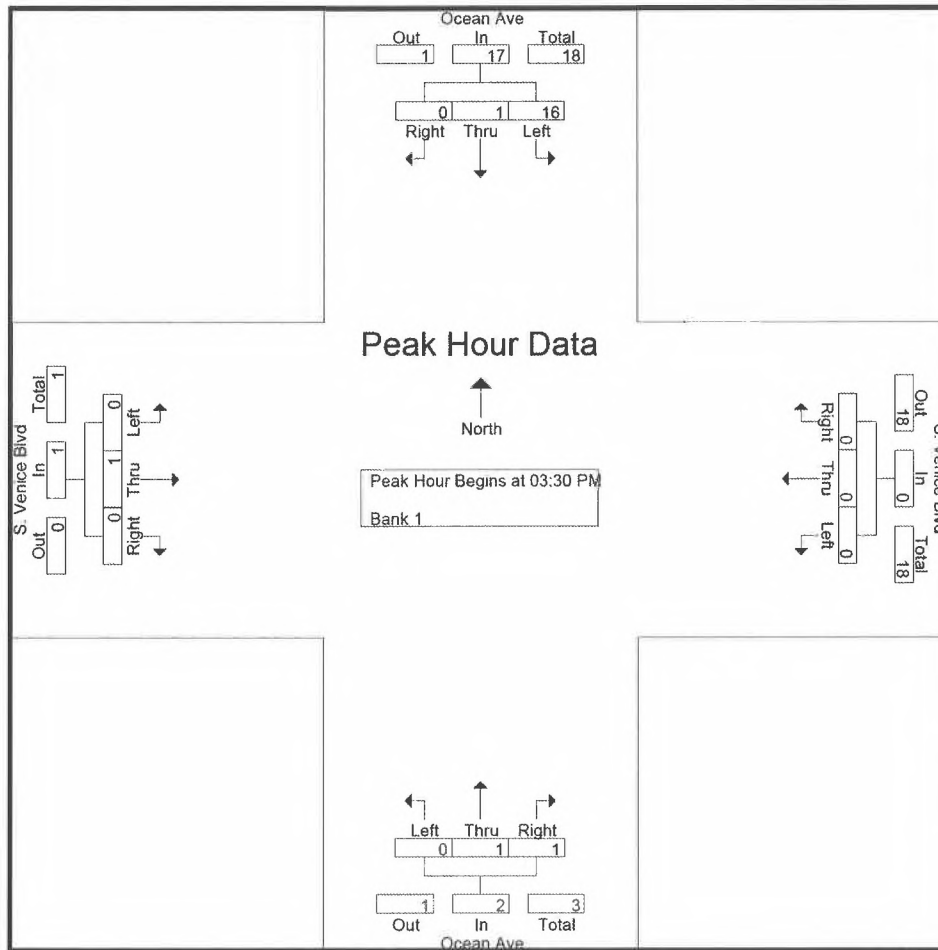 Ocean Ave
Out In Total
1 17 18
0 1 16
Right Thru Left
Peak Hour Data
North
Peak Hour Begins at 03:30 PM
Bank 1
S. Venice Blvd
Total In Out
1 1 0
0 1 0
Left Thru Right
Out In Total
18 0 18
0 0 0
Right Thru Left
Left Thru Right
0 1 1
1 2 3
Out In Total
Ocean Ave